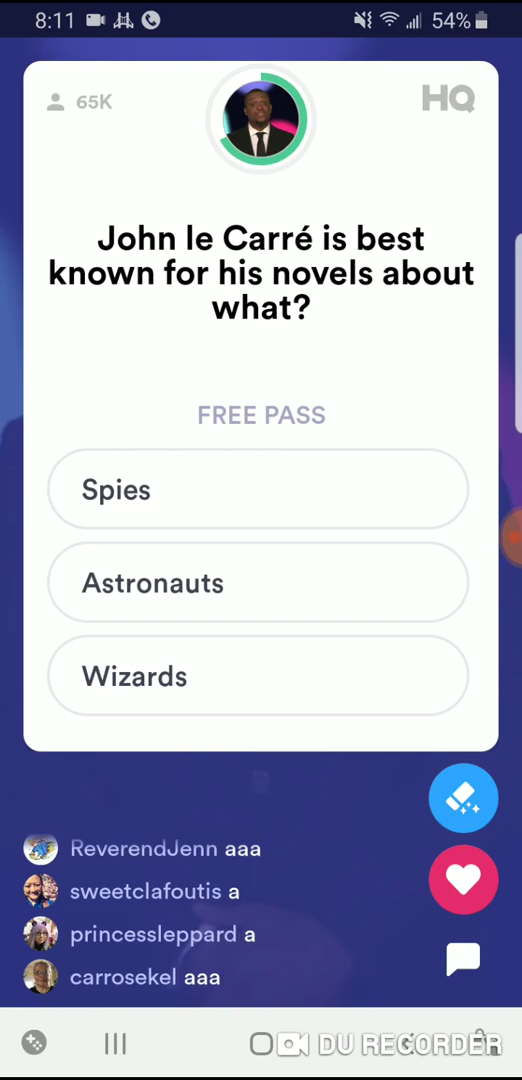 8:11 54%
65K HQ
John le Carré is best
known for his novels about
what?
FREE PASS
Spies
Astronauts
Wizards
ReverendJenn aaa
sweetclafoutis a
princessleppard a
carrosekel aaa
DU RECORDER